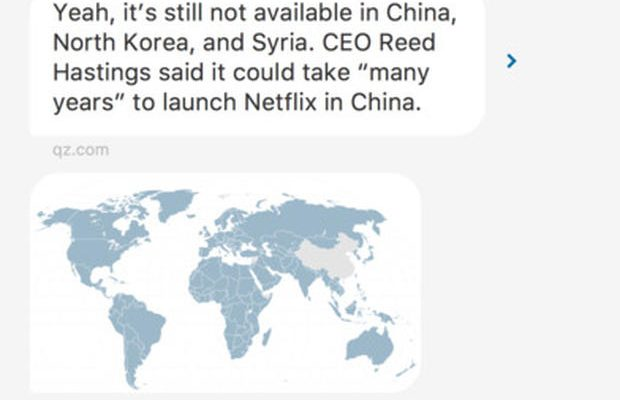 Yeah, it’s still not available in China,
North Korea, and Syria. CEO Reed
Hastings said it could take “many
years” to launch Netflix in China.
qz.com